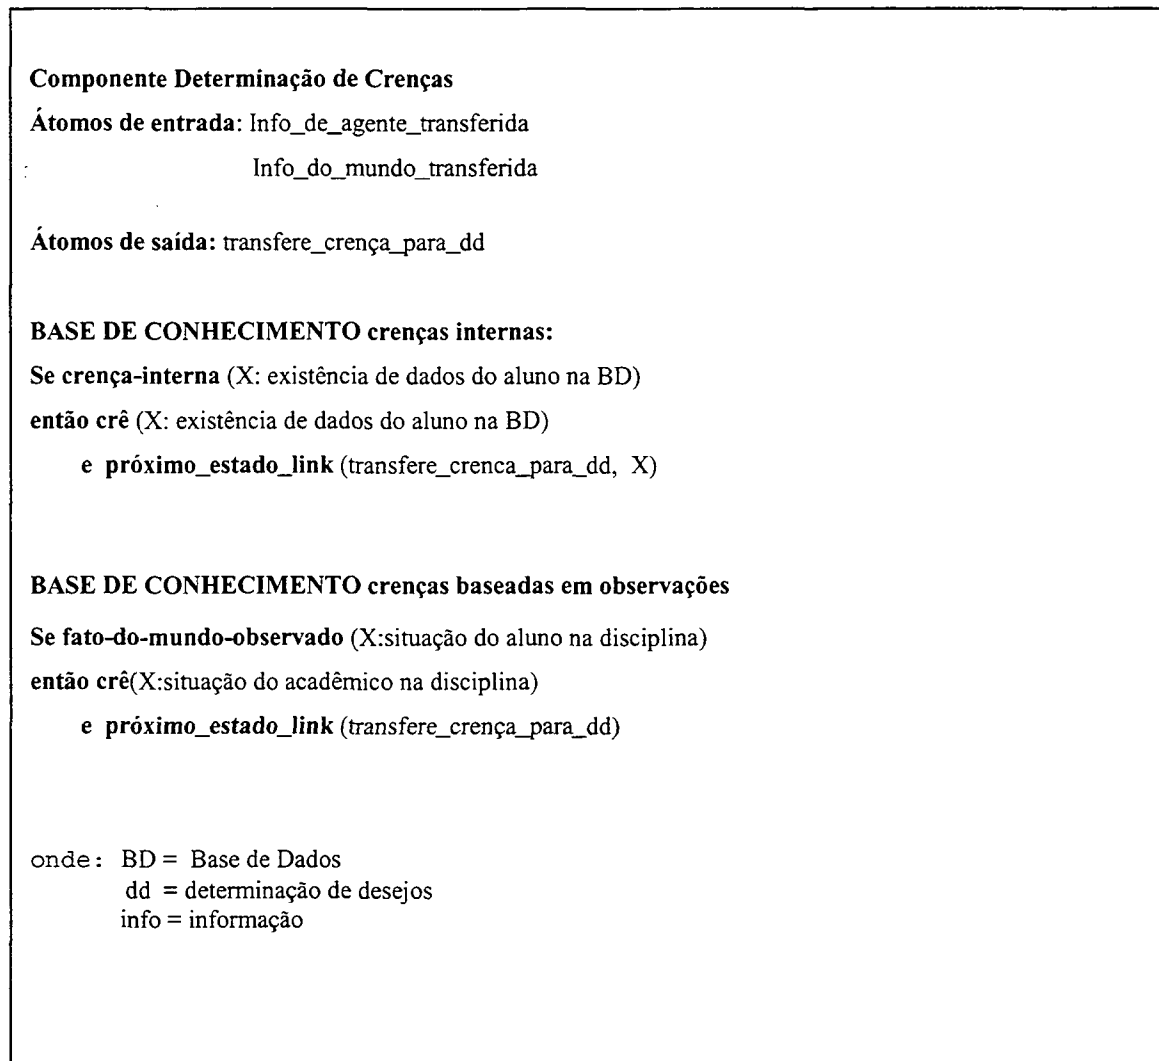 Componente Determinação de Crenças
Átomos de entrada: Info_de_agente_transferida
Info_do_mundo_transferida
Átomos de saída: transfere_crença_para_dd
BASE DE CONHECIMENTO crenças internas:
Se crença-interna (X: existência de dados do aluno na BD)
então crê (X: existência de dados do aluno na BD)
e próximo_estado_link (transfere_crenca_para_dd, X)
BASE DE CONHECIMENTO crenças baseadas em observações
Se fato-do-mundo-observado (X:situação do aluno na disciplina)
então crê(X:situação do acadêmico na disciplina)
e próximo_estado_link (transfere_crença_para_dd)
onde: BD = Base de Dados
dd = determinação de desejos
info = informação